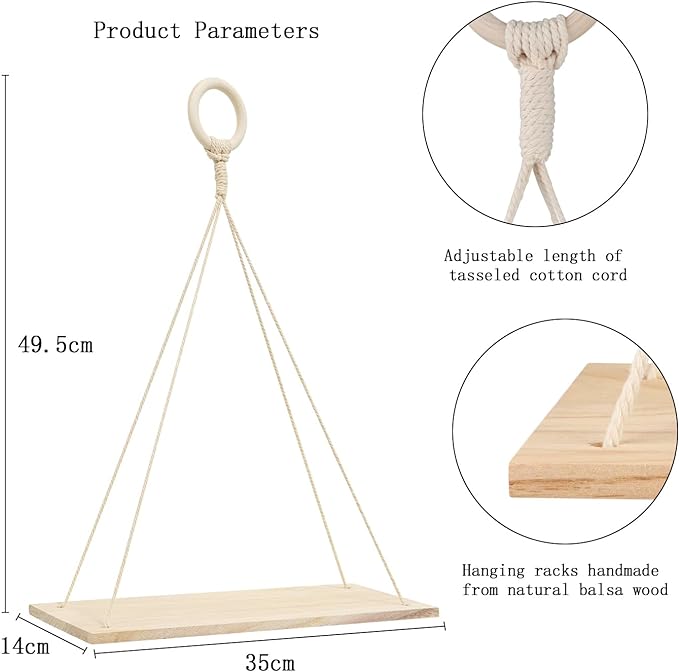 Product Parameters
Adjustable length of
tasseled cotton cord
49.5cm
Hanging racks handmade
from natural balsa wood
14cm
35cm